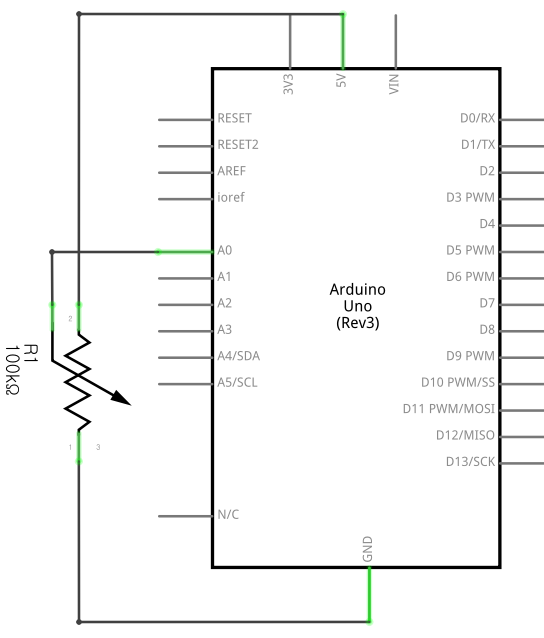 3V3
5V
VIN
RESET
RESET2
AREF
ioref
A0
A1
A2
A3
A4/SDA
A5/SCL
N/C
D0/RX
D1/TX
D2
D3 PWM
D4
D5 PWM
D6 PWM
D7
D8
D9 PWM
D10 PWM/SS
D11 PWM/MOSI
D12/MISO
D13/SCK
Arduino
Uno
(Rev3)
GND
R1
100kΩ
2
1
3